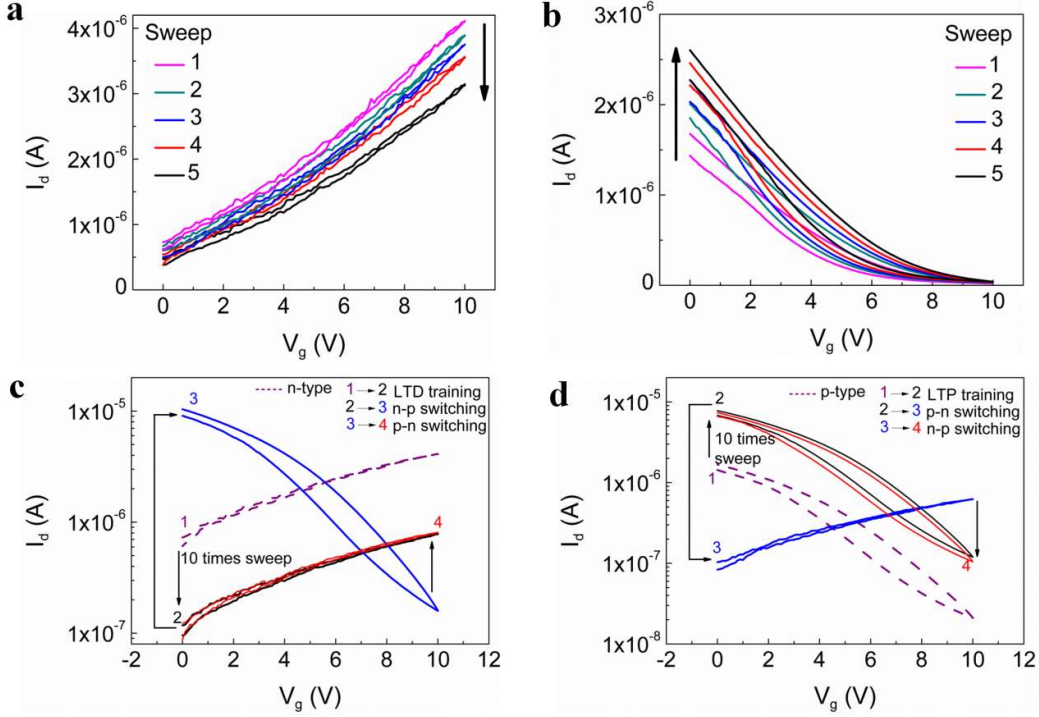 a
4x10⁻⁶
3x10⁻⁶
2x10⁻⁶
1x10⁻⁶
0
I_d (A)
Sweep
1
2
3
4
5
0 2 4 6 8 10
V_g (V)
b
3x10⁻⁶
2x10⁻⁶
1x10⁻⁶
0
I_d (A)
Sweep
1
2
3
4
5
0 2 4 6 8 10
V_g (V)
c
1x10⁻⁵
1x10⁻⁶
1x10⁻⁷
I_d (A)
n-type
1 → 2 LTD training
2 → 3 n-p switching
3 → 4 p-n switching
3
1
10 times sweep
2
4
-2 0 2 4 6 8 10 12
V_g (V)
d
1x10⁻⁵
1x10⁻⁶
1x10⁻⁷
1x10⁻⁸
I_d (A)
p-type
1 → 2 LTP training
2 → 3 p-n switching
3 → 4 n-p switching
2
10 times
sweep
1
3
4
-2 0 2 4 6 8 10 12
V_g (V)